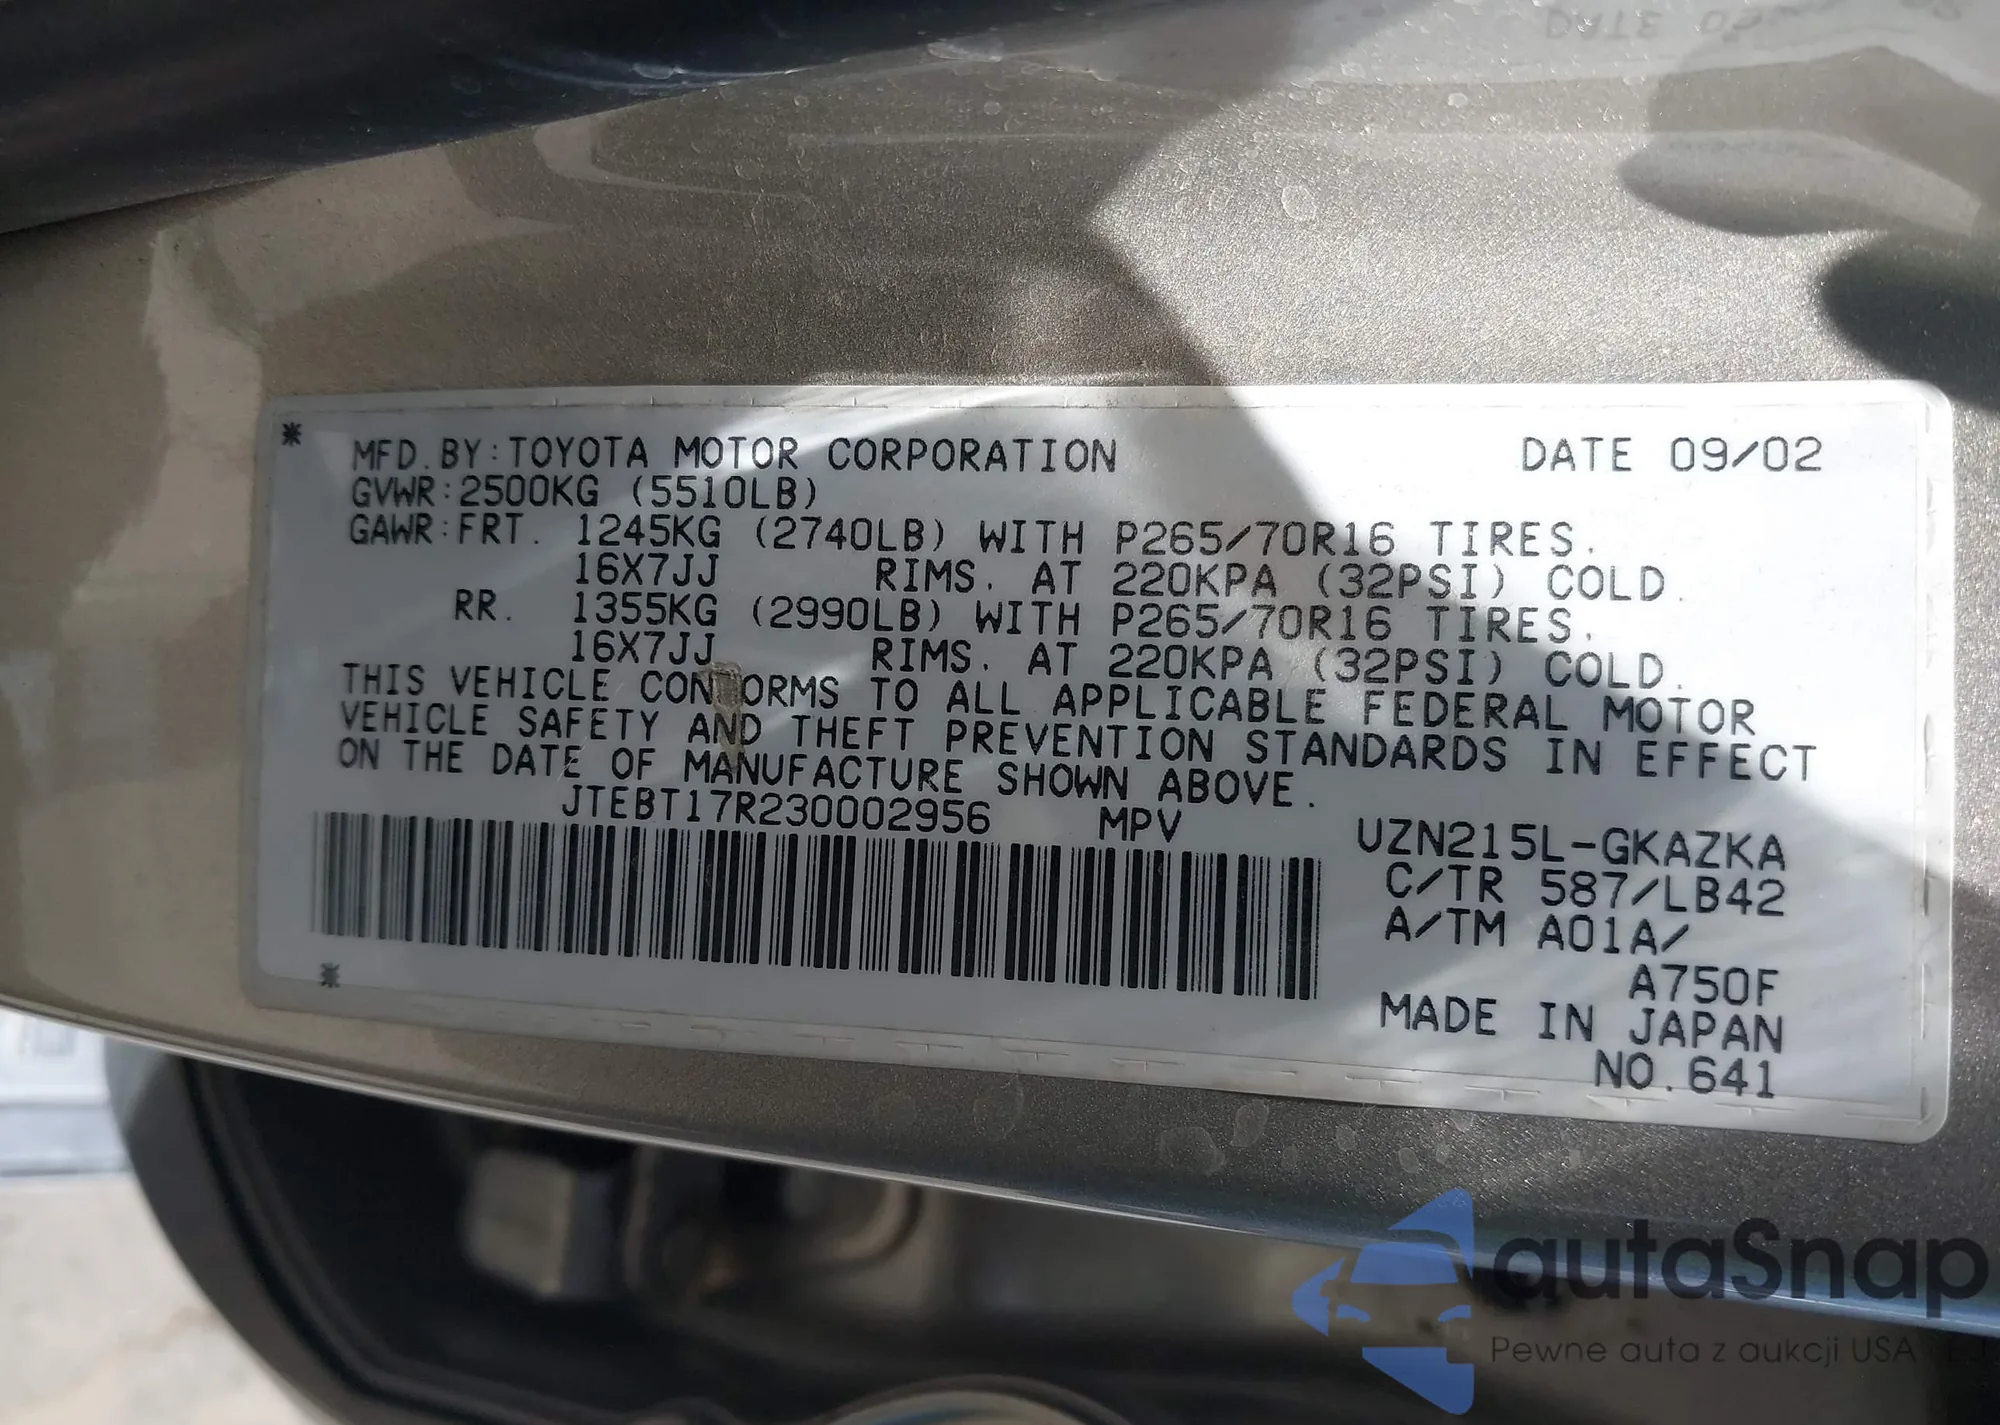 DATE
MFD.BY:TOYOTA MOTOR CORPORATION DATE 09/02
GVWR:2500KG (5510LB)
GAWR:FRT. 1245KG (2740LB) WITH P265/70R16 TIRES.
16X7JJ RIMS. AT 220KPA (32PSI) COLD.
RR. 1355KG (2990LB) WITH P265/70R16 TIRES.
16X7JJ RIMS. AT 220KPA (32PSI) COLD.
THIS VEHICLE CON ORMS TO ALL APPLICABLE FEDERAL MOTOR
VEHICLE SAFETY AND THEFT PREVENTION STANDARDS IN EFFECT
ON THE DATE OF MANUFACTURE SHOWN ABOVE.
JTEBT17R230002956 MPV
UZN215L-GKAZKA
C/TR 587/LB42
A/TM A01A/
A750F
MADE IN JAPAN
NO.641
autaSnap
Pewne auta z aukcji USA i EJ